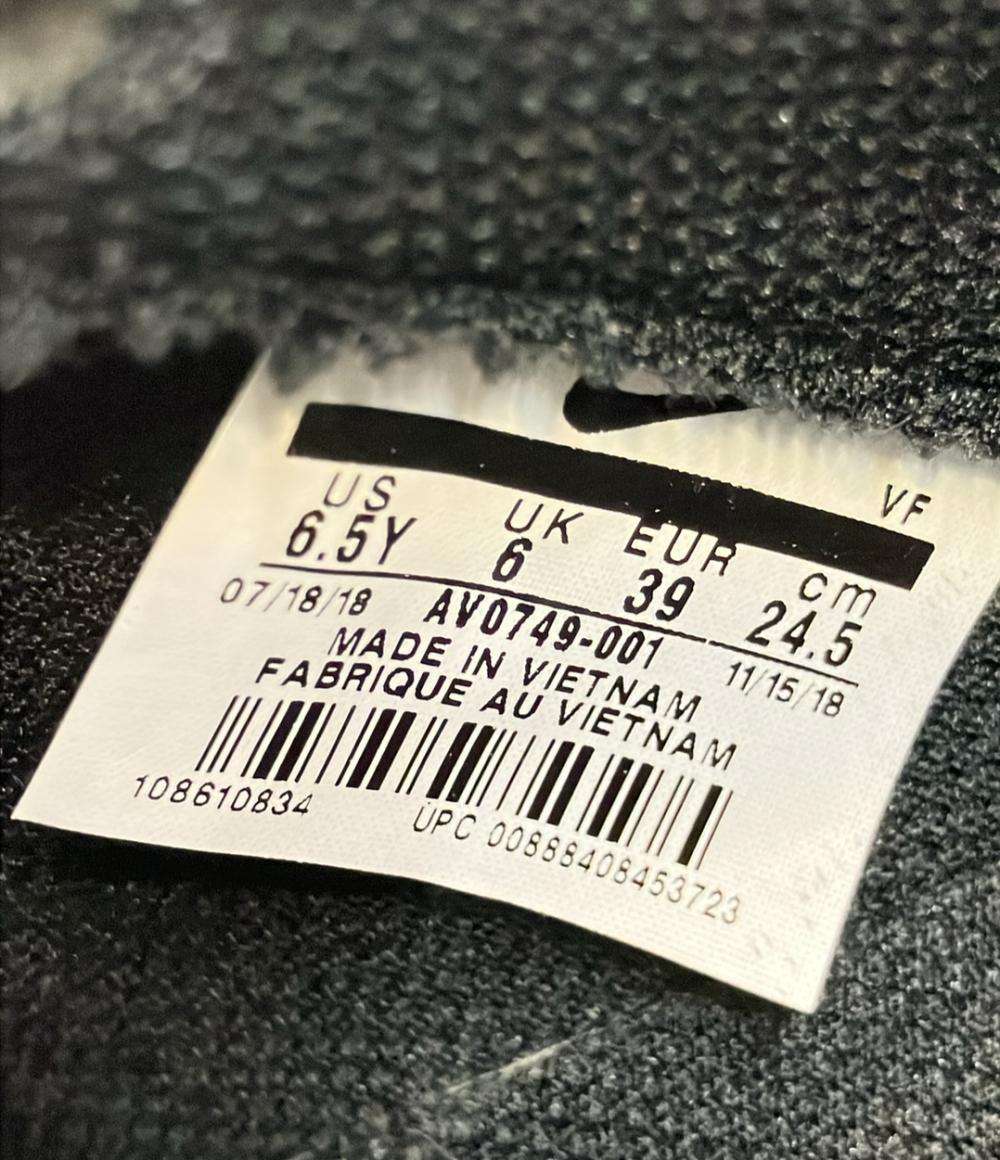 VF
US UK EUR cm
6.5Y 6 39 24.5
07/18/18 AV0749-001 11/15/18
MADE IN VIETNAM
FABRIQUE AU VIETNAM
108610834 UPC 00888408453723